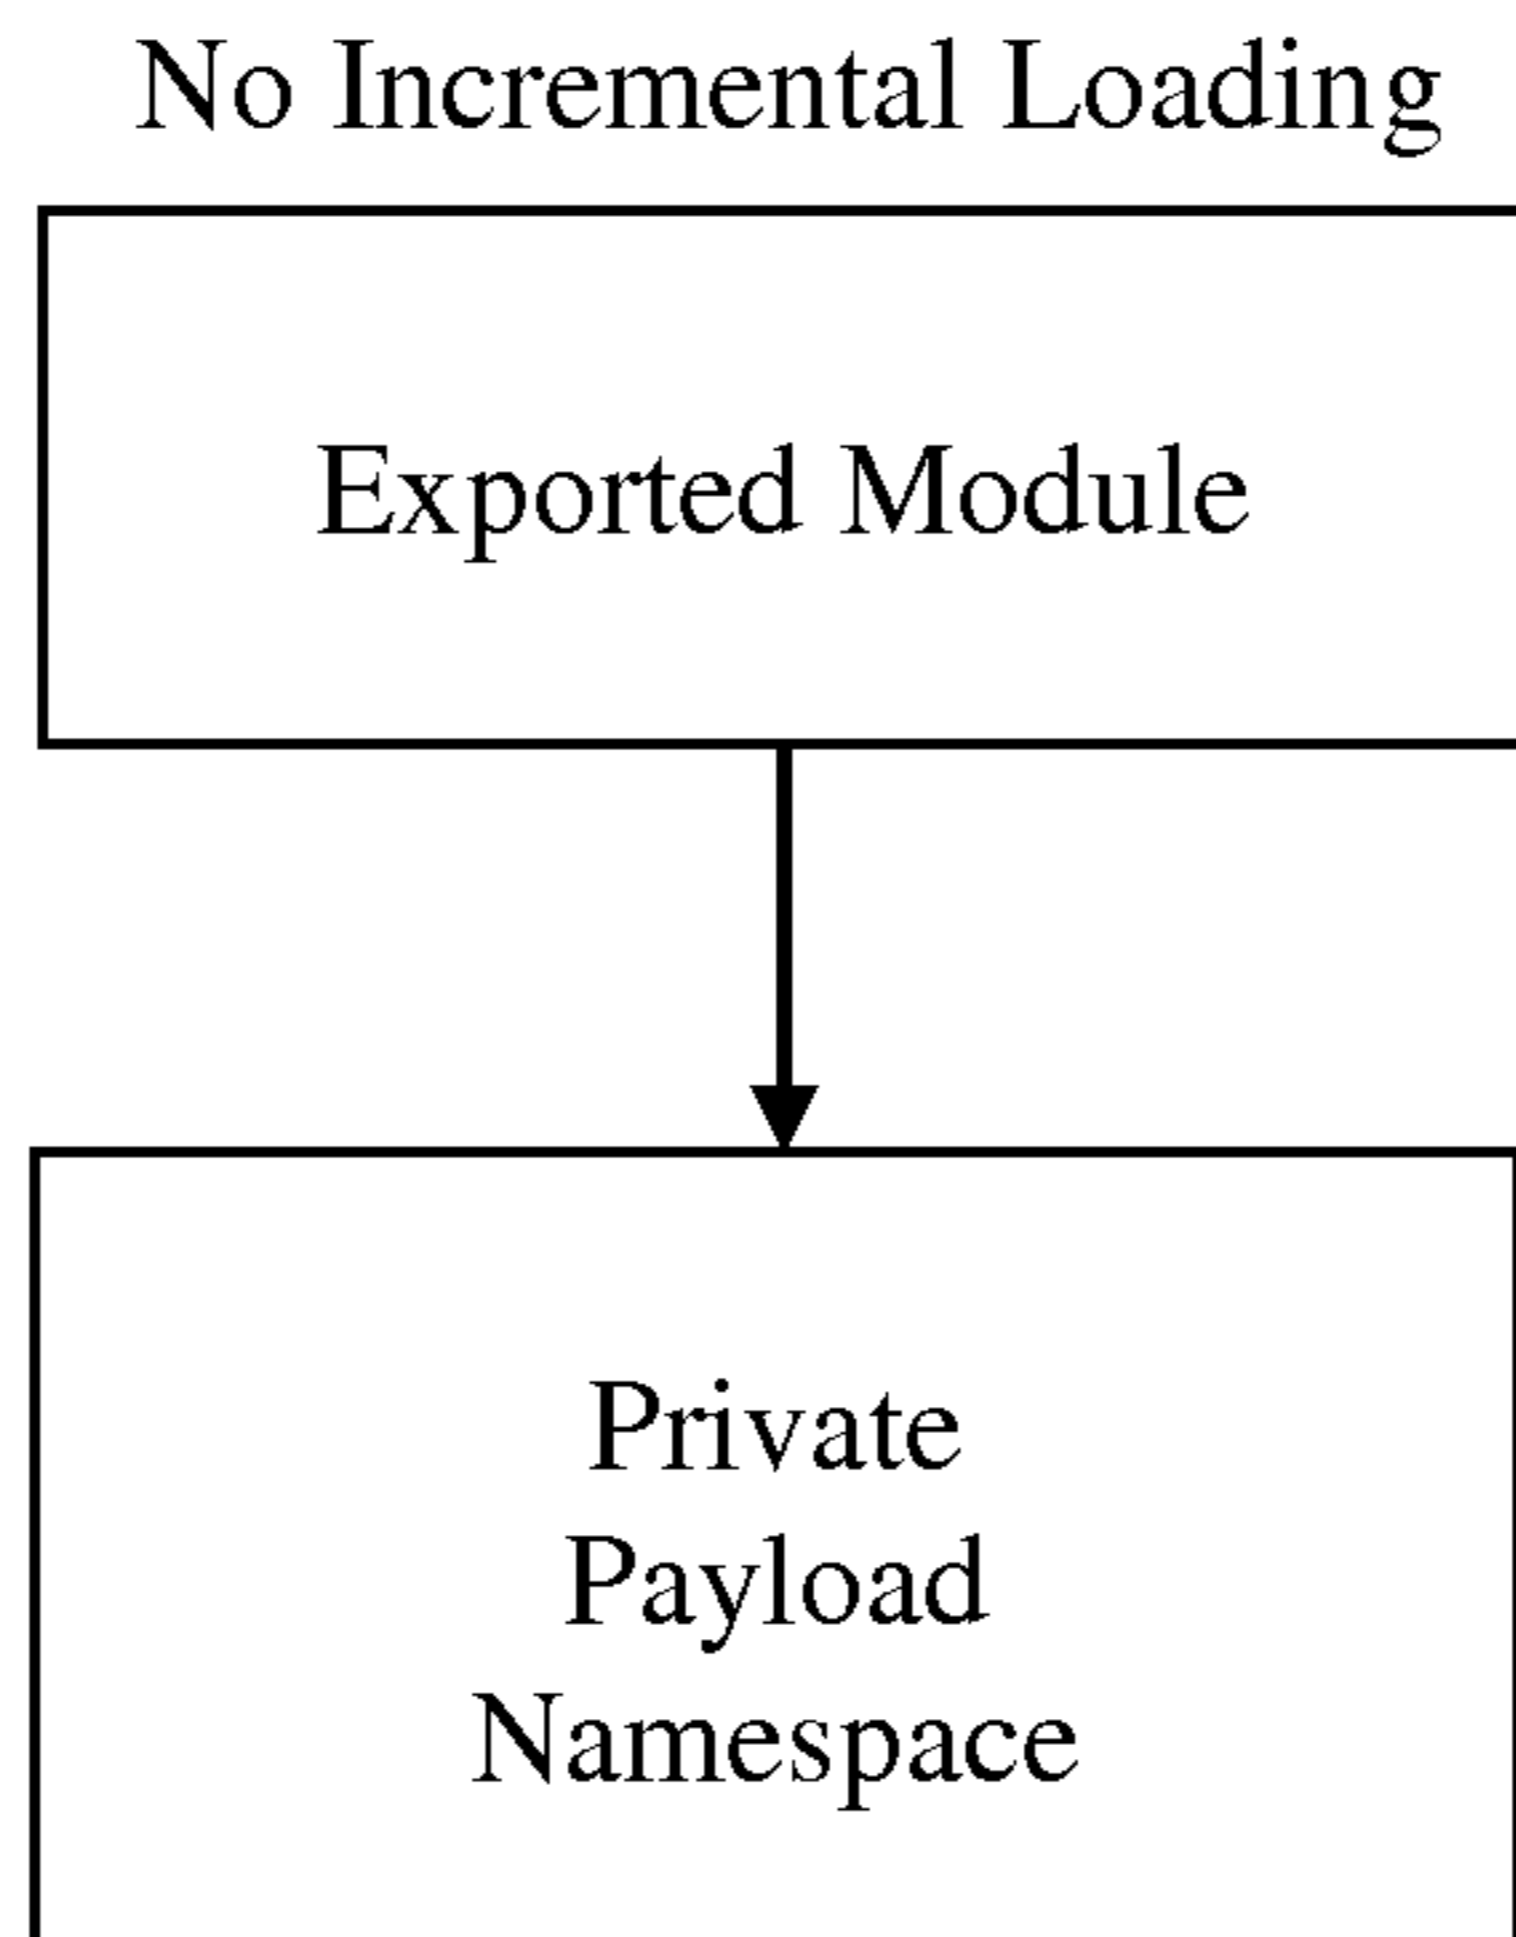 No Incremental Loading
Exported Module
Private
Payload
Namespace